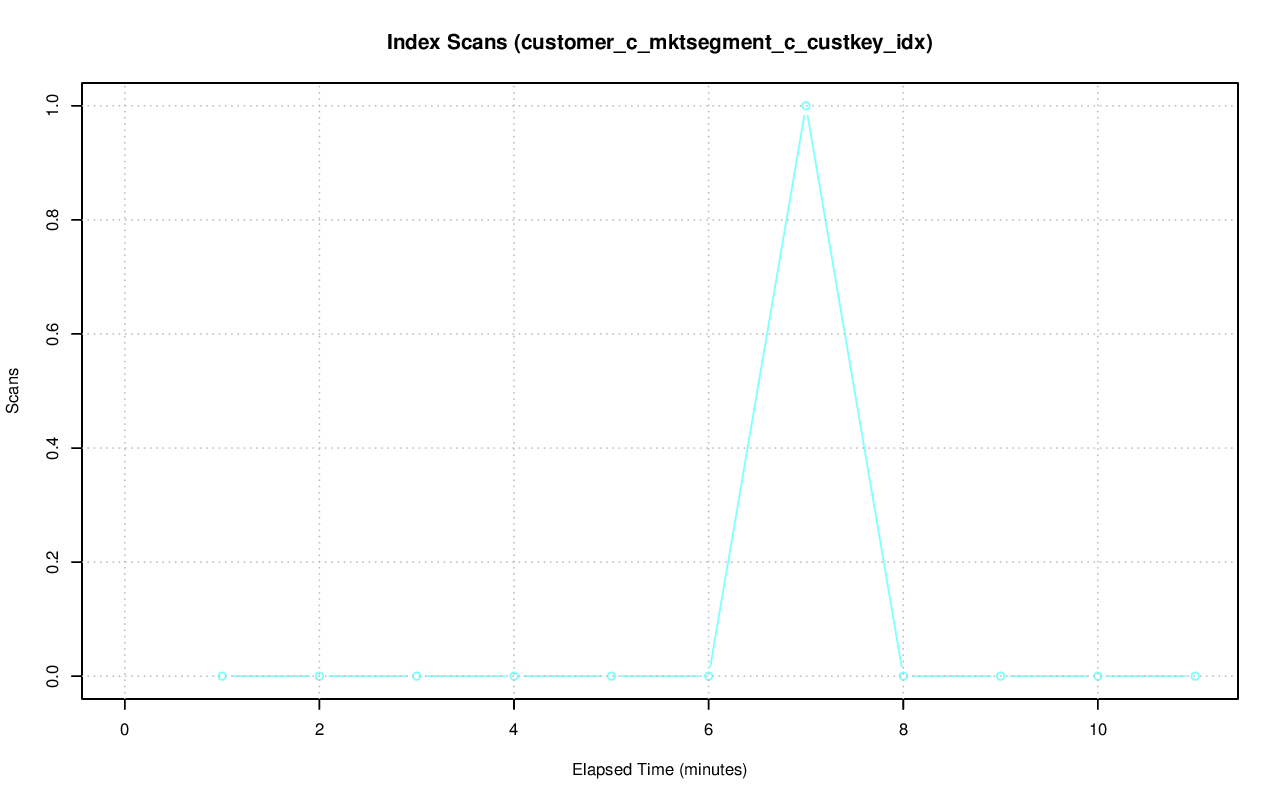 Index Scans (customer_c_mktsegment_c_custkey_idx)
1.0
0.8
0.6
0.4
0.2
0.0
Scans
0 2 4 6 8 10
Elapsed Time (minutes)